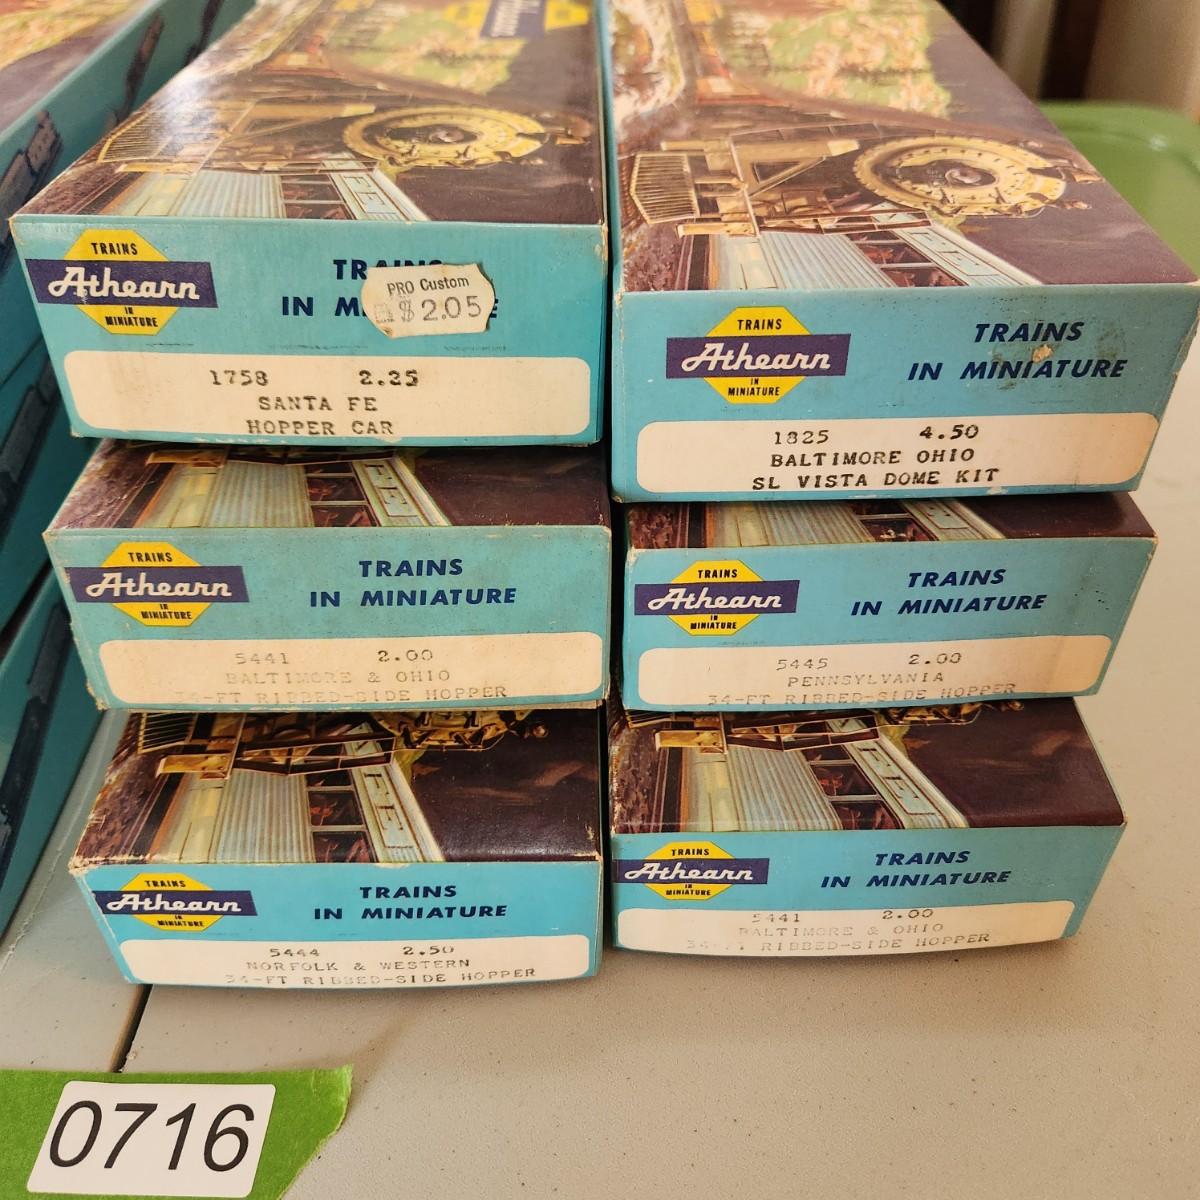 Athearn
TRAINS
Athearn
IN
MINIATURE
TRAINS
IN MI E
PRO Custom
$2.05
1758 2.25
SANTA FE
HOPPER CAR
TRAINS
Athearn
IN
MINIATURE
TRAINS
IN MINIATURE
1825 4.50
BALTIMORE OHIO
SL VISTA DOME KIT
TRAINS
Athearn
IN
MINIATURE
TRAINS
IN MINIATURE
5441 2.00
BALTIMORE & OHIO
34-FT RIBBED-SIDE HOPPER
TRAINS
Athearn
IN
MINIATURE
TRAINS
IN MINIATURE
5445 2.00
PENNSYLVANIA
34-FT RIBBED-SIDE HOPPER
TRAINS
Athearn
IN
MINIATURE
TRAINS
IN MINIATURE
5444 2.50
NORFOLK & WESTERN
34-FT RIBBED-SIDE HOPPER
TRAINS
Athearn
IN
MINIATURE
TRAINS
IN MINIATURE
5441 2.00
BALTIMORE & OHIO
34-FT RIBBED-SIDE HOPPER
0716